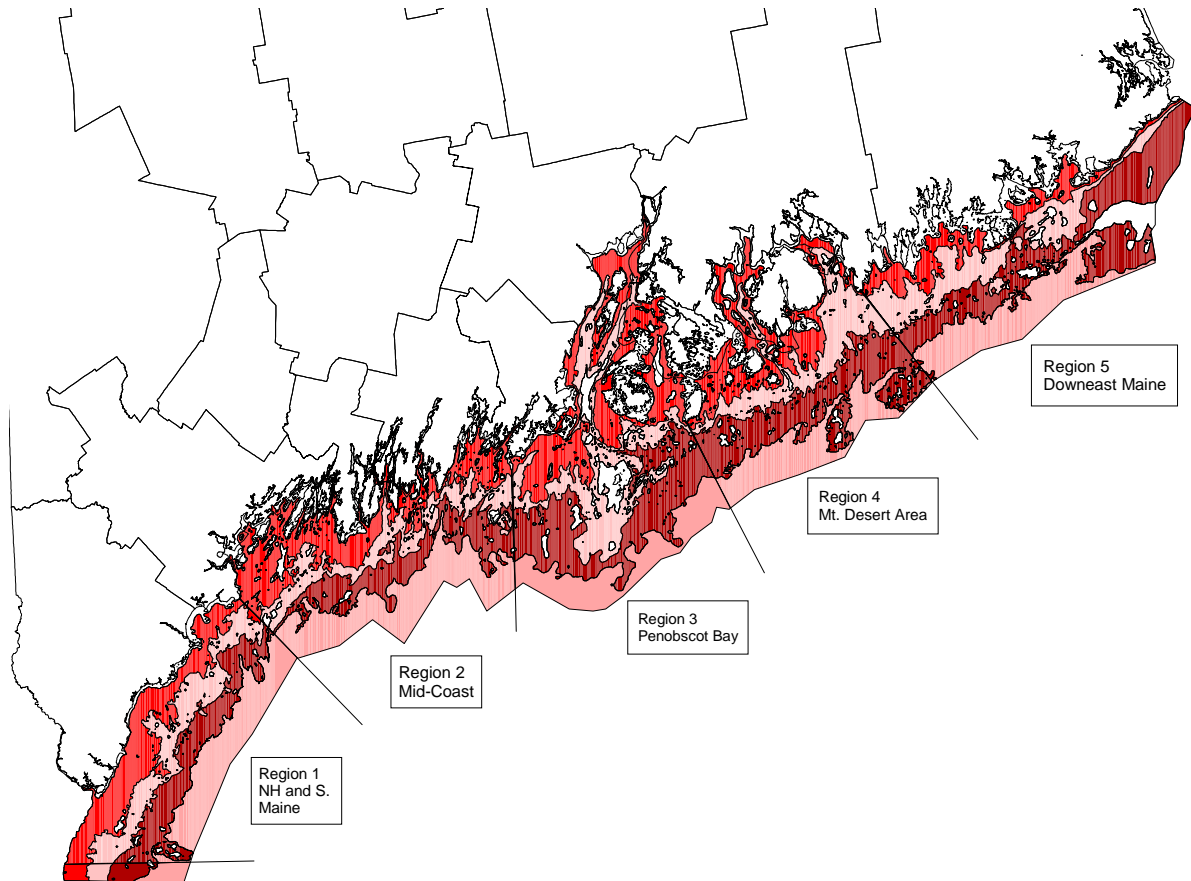 Region 5
Downeast Maine
Region 4
Mt. Desert Area
Region 3
Penobscot Bay
Region 2
Mid-Coast
Region 1
NH and S.
Maine